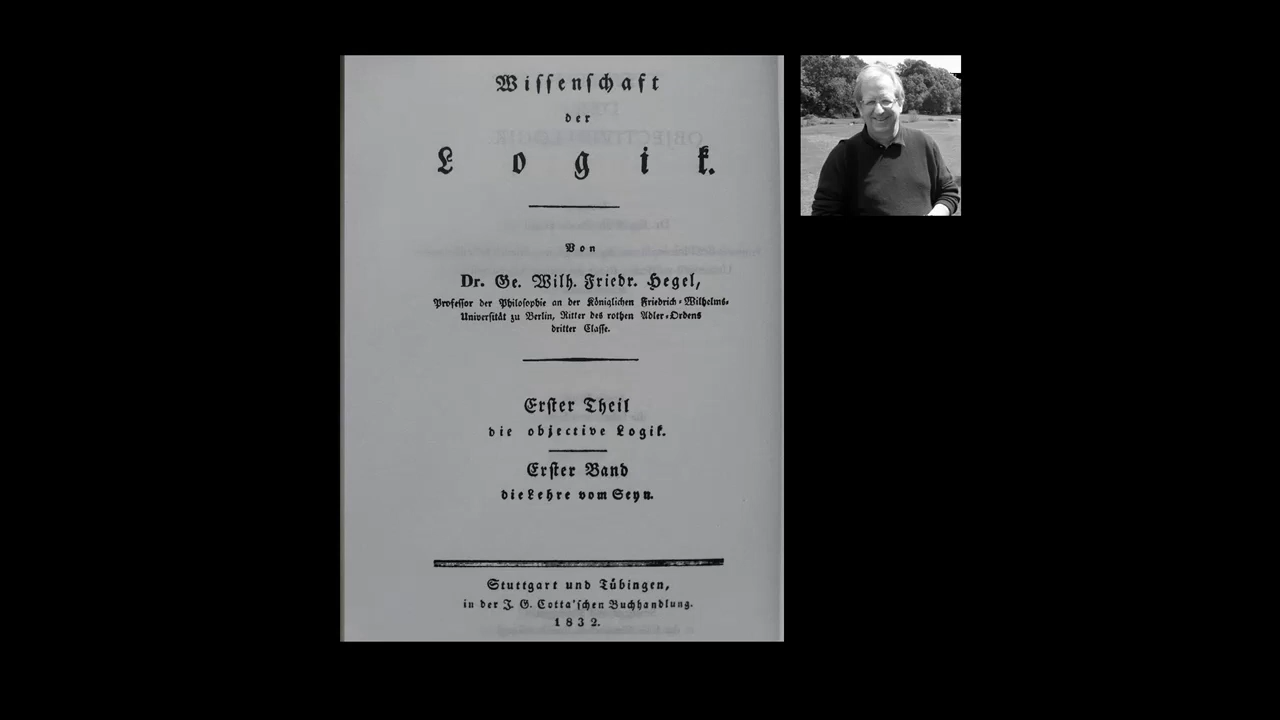 Wissenschaft
der
Logik.
Von
Dr. Ge. Wilh. Friedr. Hegel,
Professor der Philosophie an der Königlichen Friedrich-Wilhelms-
Universität zu Berlin, Ritter des rothen Adler-Ordens
dritter Classe.
Erster Theil
die objective Logik.
Erster Band
die Lehre vom Seyn.
Stuttgart und Tübingen,
in der J. G. Cotta'schen Buchhandlung.
1832.